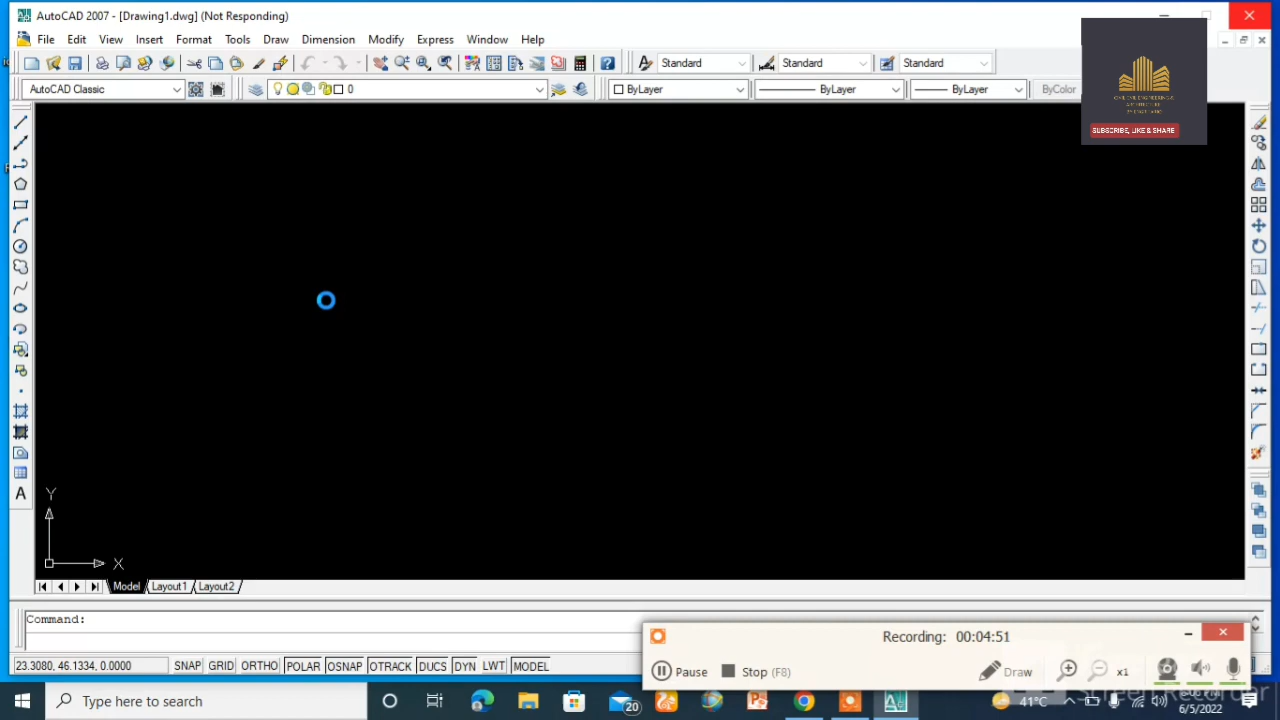 AutoCAD 2007 - [Drawing1.dwg] (Not Responding)
File Edit View Insert Format Tools Draw Dimension Modify Express Window Help
Standard Standard Standard
AutoCAD Classic 0 ByLayer ByLayer ByLayer ByColor
SUBSCRIBE, LIKE & SHARE
A
Y
X
Model Layout1 Layout2
Command:
Recording: 00:04:51
23.3080, 46.1334, 0.0000 SNAP GRID ORTHO POLAR OSNAP OTRACK DUCS DYN LWT MODEL
Pause Stop (F8) Draw x1
Type here to search 20 41°C
6/5/2022